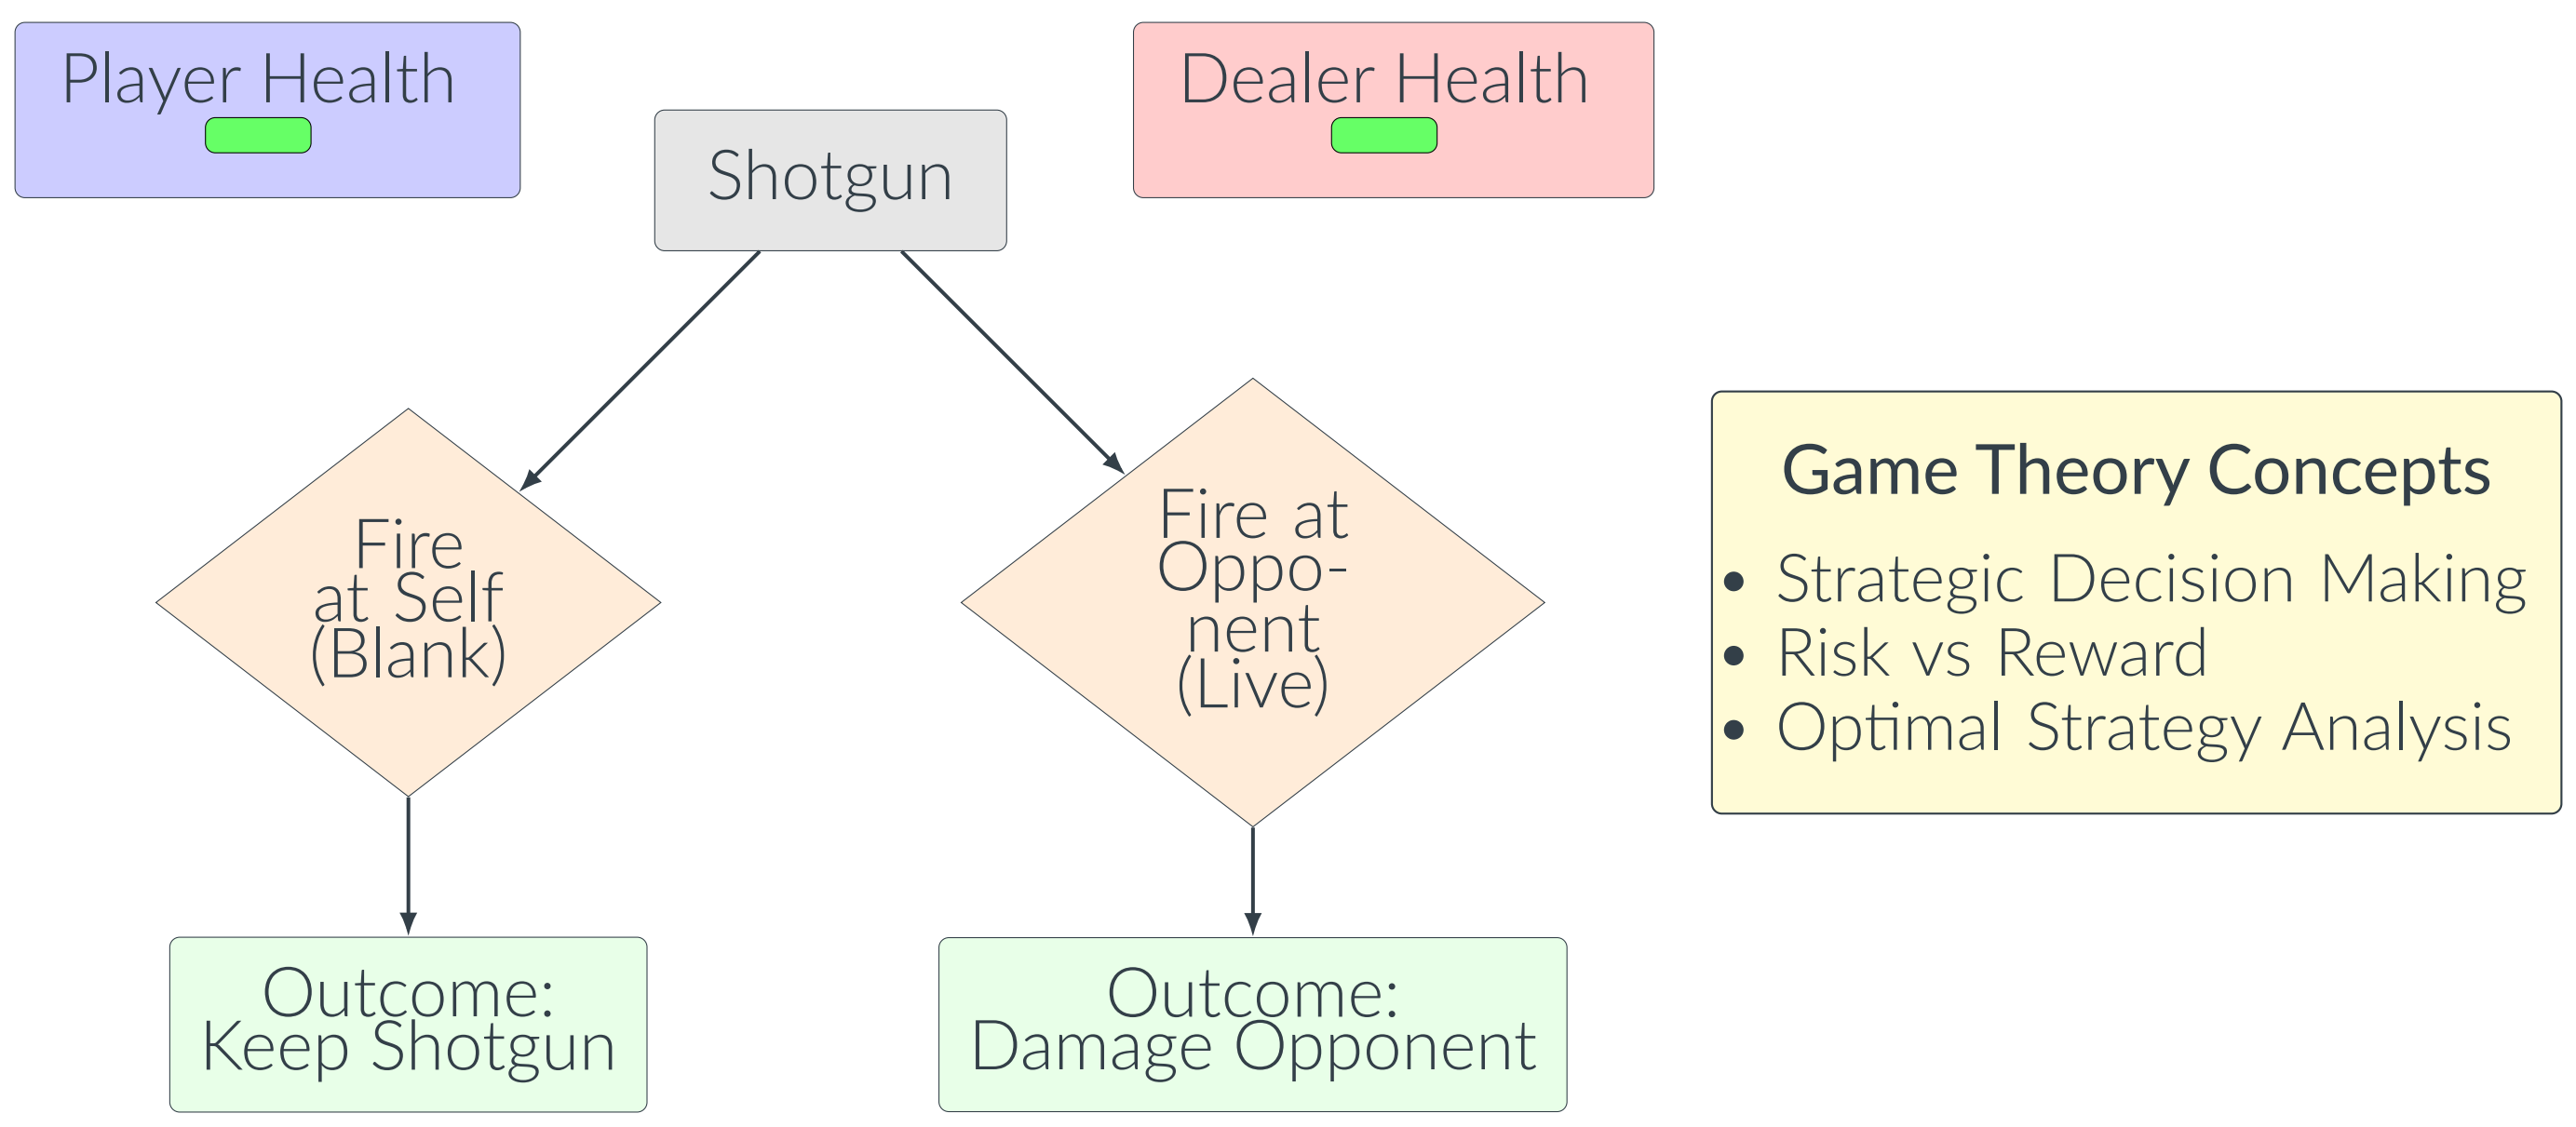 Player Health
Dealer Health
Shotgun
Fire
at Self
(Blank)
Fire at
Oppo-
nent
(Live)
Game Theory Concepts
• Strategic Decision Making
• Risk vs Reward
• Optimal Strategy Analysis
Outcome:
Keep Shotgun
Outcome:
Damage Opponent